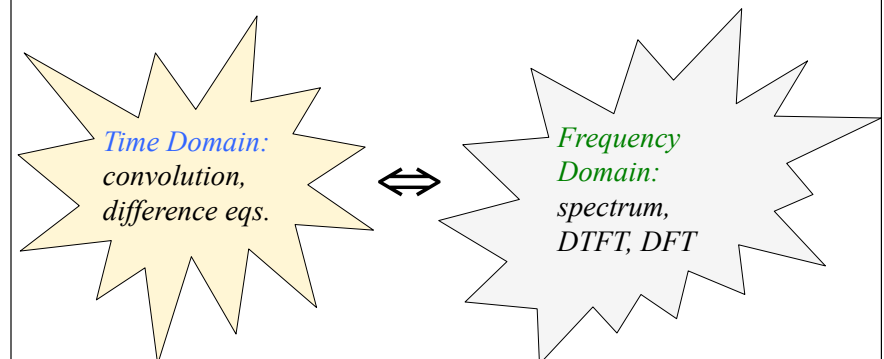 Time Domain:
convolution,
difference eqs.
Frequency
Domain:
spectrum,
DTFT, DFT